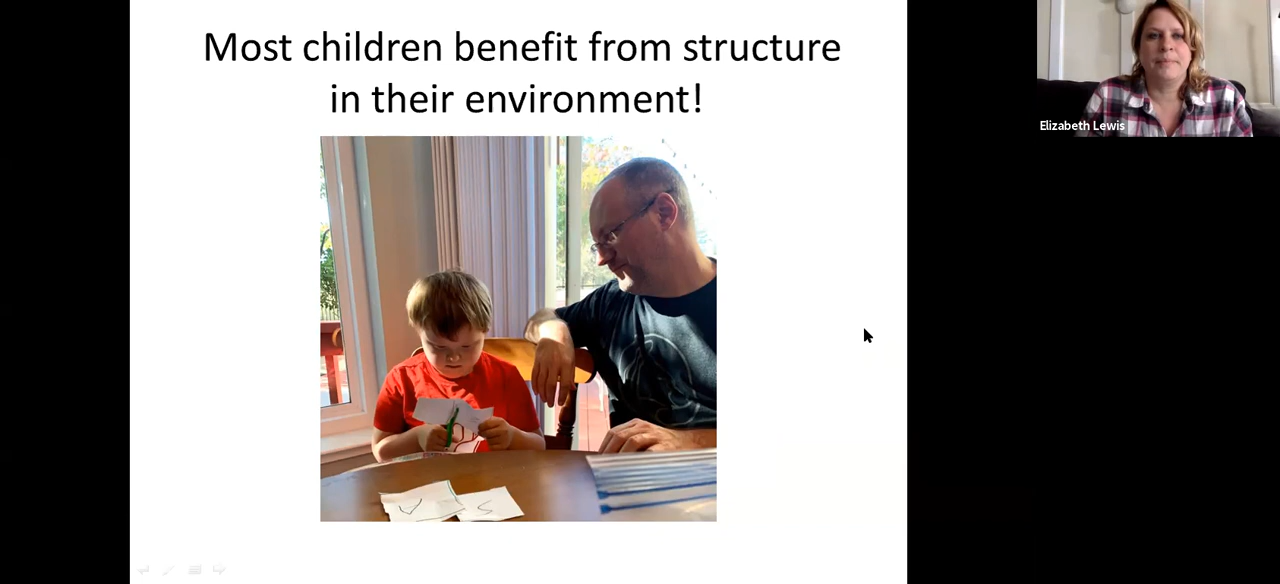 Most children benefit from structure
in their environment!
Elizabeth Lewis